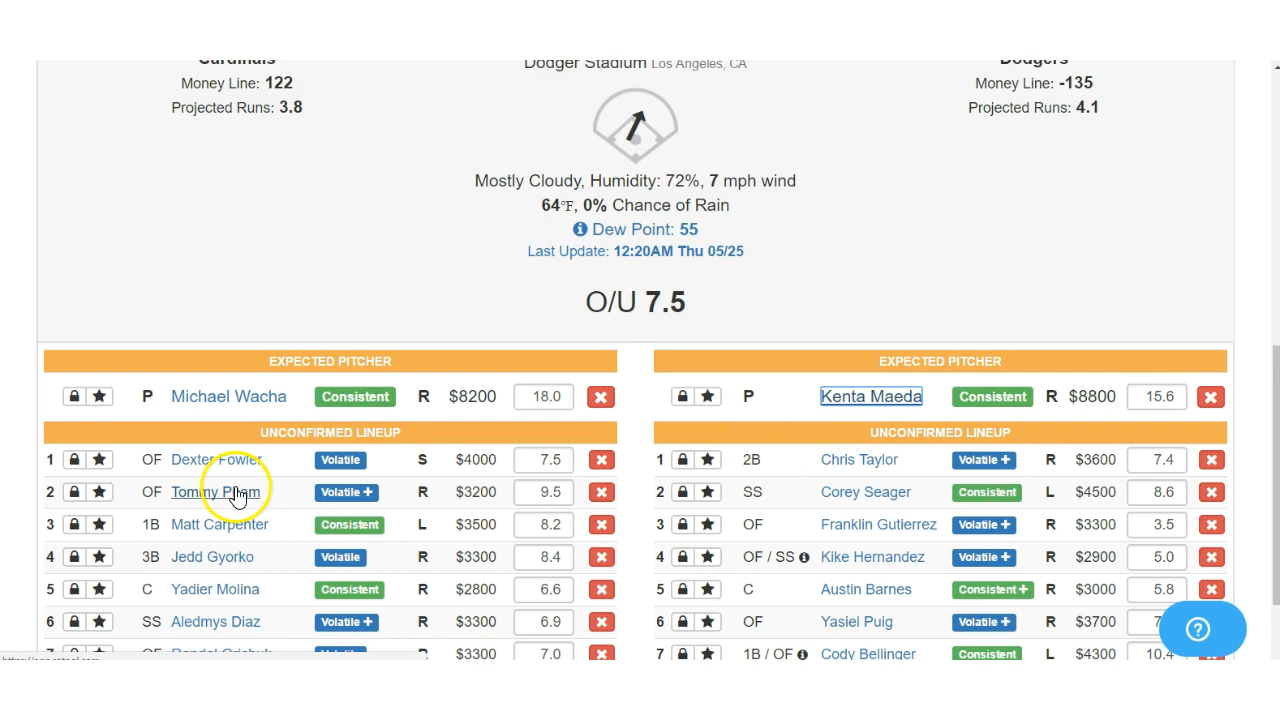 Cardinals
Money Line: 122
Projected Runs: 3.8
Dodger Stadium Los Angeles, CA
Mostly Cloudy, Humidity: 72%, 7 mph wind
64°F, 0% Chance of Rain
Dew Point: 55
Last Update: 12:20AM Thu 05/25
O/U 7.5
Dodgers
Money Line: -135
Projected Runs: 4.1
EXPECTED PITCHER
P Michael Wacha Consistent R $8200 18.0
UNCONFIRMED LINEUP
1 OF Dexter Fowler Volatile S $4000 7.5
2 OF Tommy Pham Volatile + R $3200 9.5
3 1B Matt Carpenter Consistent L $3500 8.2
4 3B Jedd Gyorko Volatile R $3300 8.4
5 C Yadier Molina Consistent R $2800 6.6
6 SS Aledmys Diaz Volatile + R $3300 6.9
7 OF Randal Grichuk Volatile R $3300 7.0
EXPECTED PITCHER
P Kenta Maeda Consistent R $8800 15.6
UNCONFIRMED LINEUP
1 2B Chris Taylor Volatile + R $3600 7.4
2 SS Corey Seager Consistent L $4500 8.6
3 OF Franklin Gutierrez Volatile + R $3300 3.5
4 OF / SS Kike Hernandez Volatile + R $2900 5.0
5 C Austin Barnes Consistent + R $3000 5.8
6 OF Yasiel Puig Volatile + R $3700
7 1B / OF Cody Bellinger Consistent L $4300 10.4